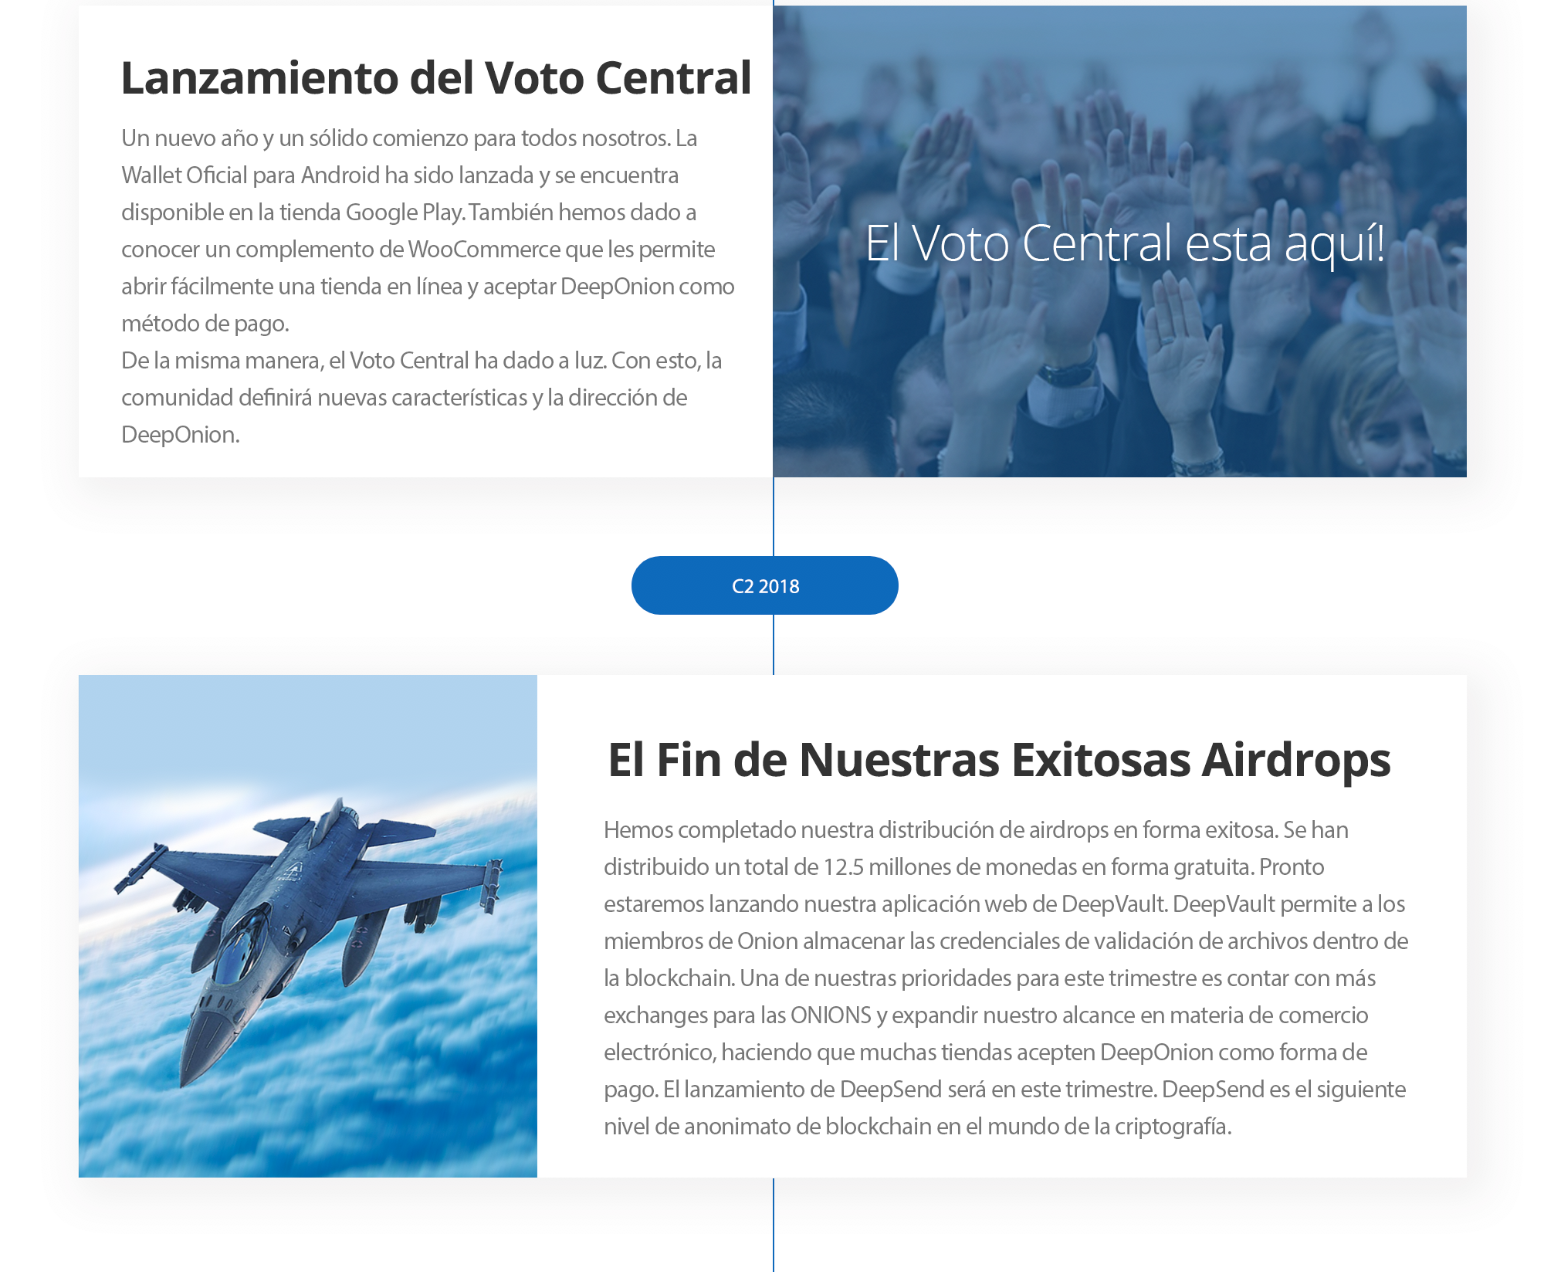 Lanzamiento del Voto Central
Un nuevo año y un sólido comienzo para todos nosotros. La
Wallet Oficial para Android ha sido lanzada y se encuentra
disponible en la tienda Google Play. También hemos dado a
conocer un complemento de WooCommerce que les permite
abrir fácilmente una tienda en línea y aceptar DeepOnion como
método de pago.
De la misma manera, el Voto Central ha dado a luz. Con esto, la
comunidad definirá nuevas características y la dirección de
DeepOnion.
El Voto Central esta aquí!
C2 2018
El Fin de Nuestras Exitosas Airdrops
Hemos completado nuestra distribución de airdrops en forma exitosa. Se han
distribuido un total de 12.5 millones de monedas en forma gratuita. Pronto
estaremos lanzando nuestra aplicación web de DeepVault. DeepVault permite a los
miembros de Onion almacenar las credenciales de validación de archivos dentro de
la blockchain. Una de nuestras prioridades para este trimestre es contar con más
exchanges para las ONIONS y expandir nuestro alcance en materia de comercio
electrónico, haciendo que muchas tiendas acepten DeepOnion como forma de
pago. El lanzamiento de DeepSend será en este trimestre. DeepSend es el siguiente
nivel de anonimato de blockchain en el mundo de la criptografía.